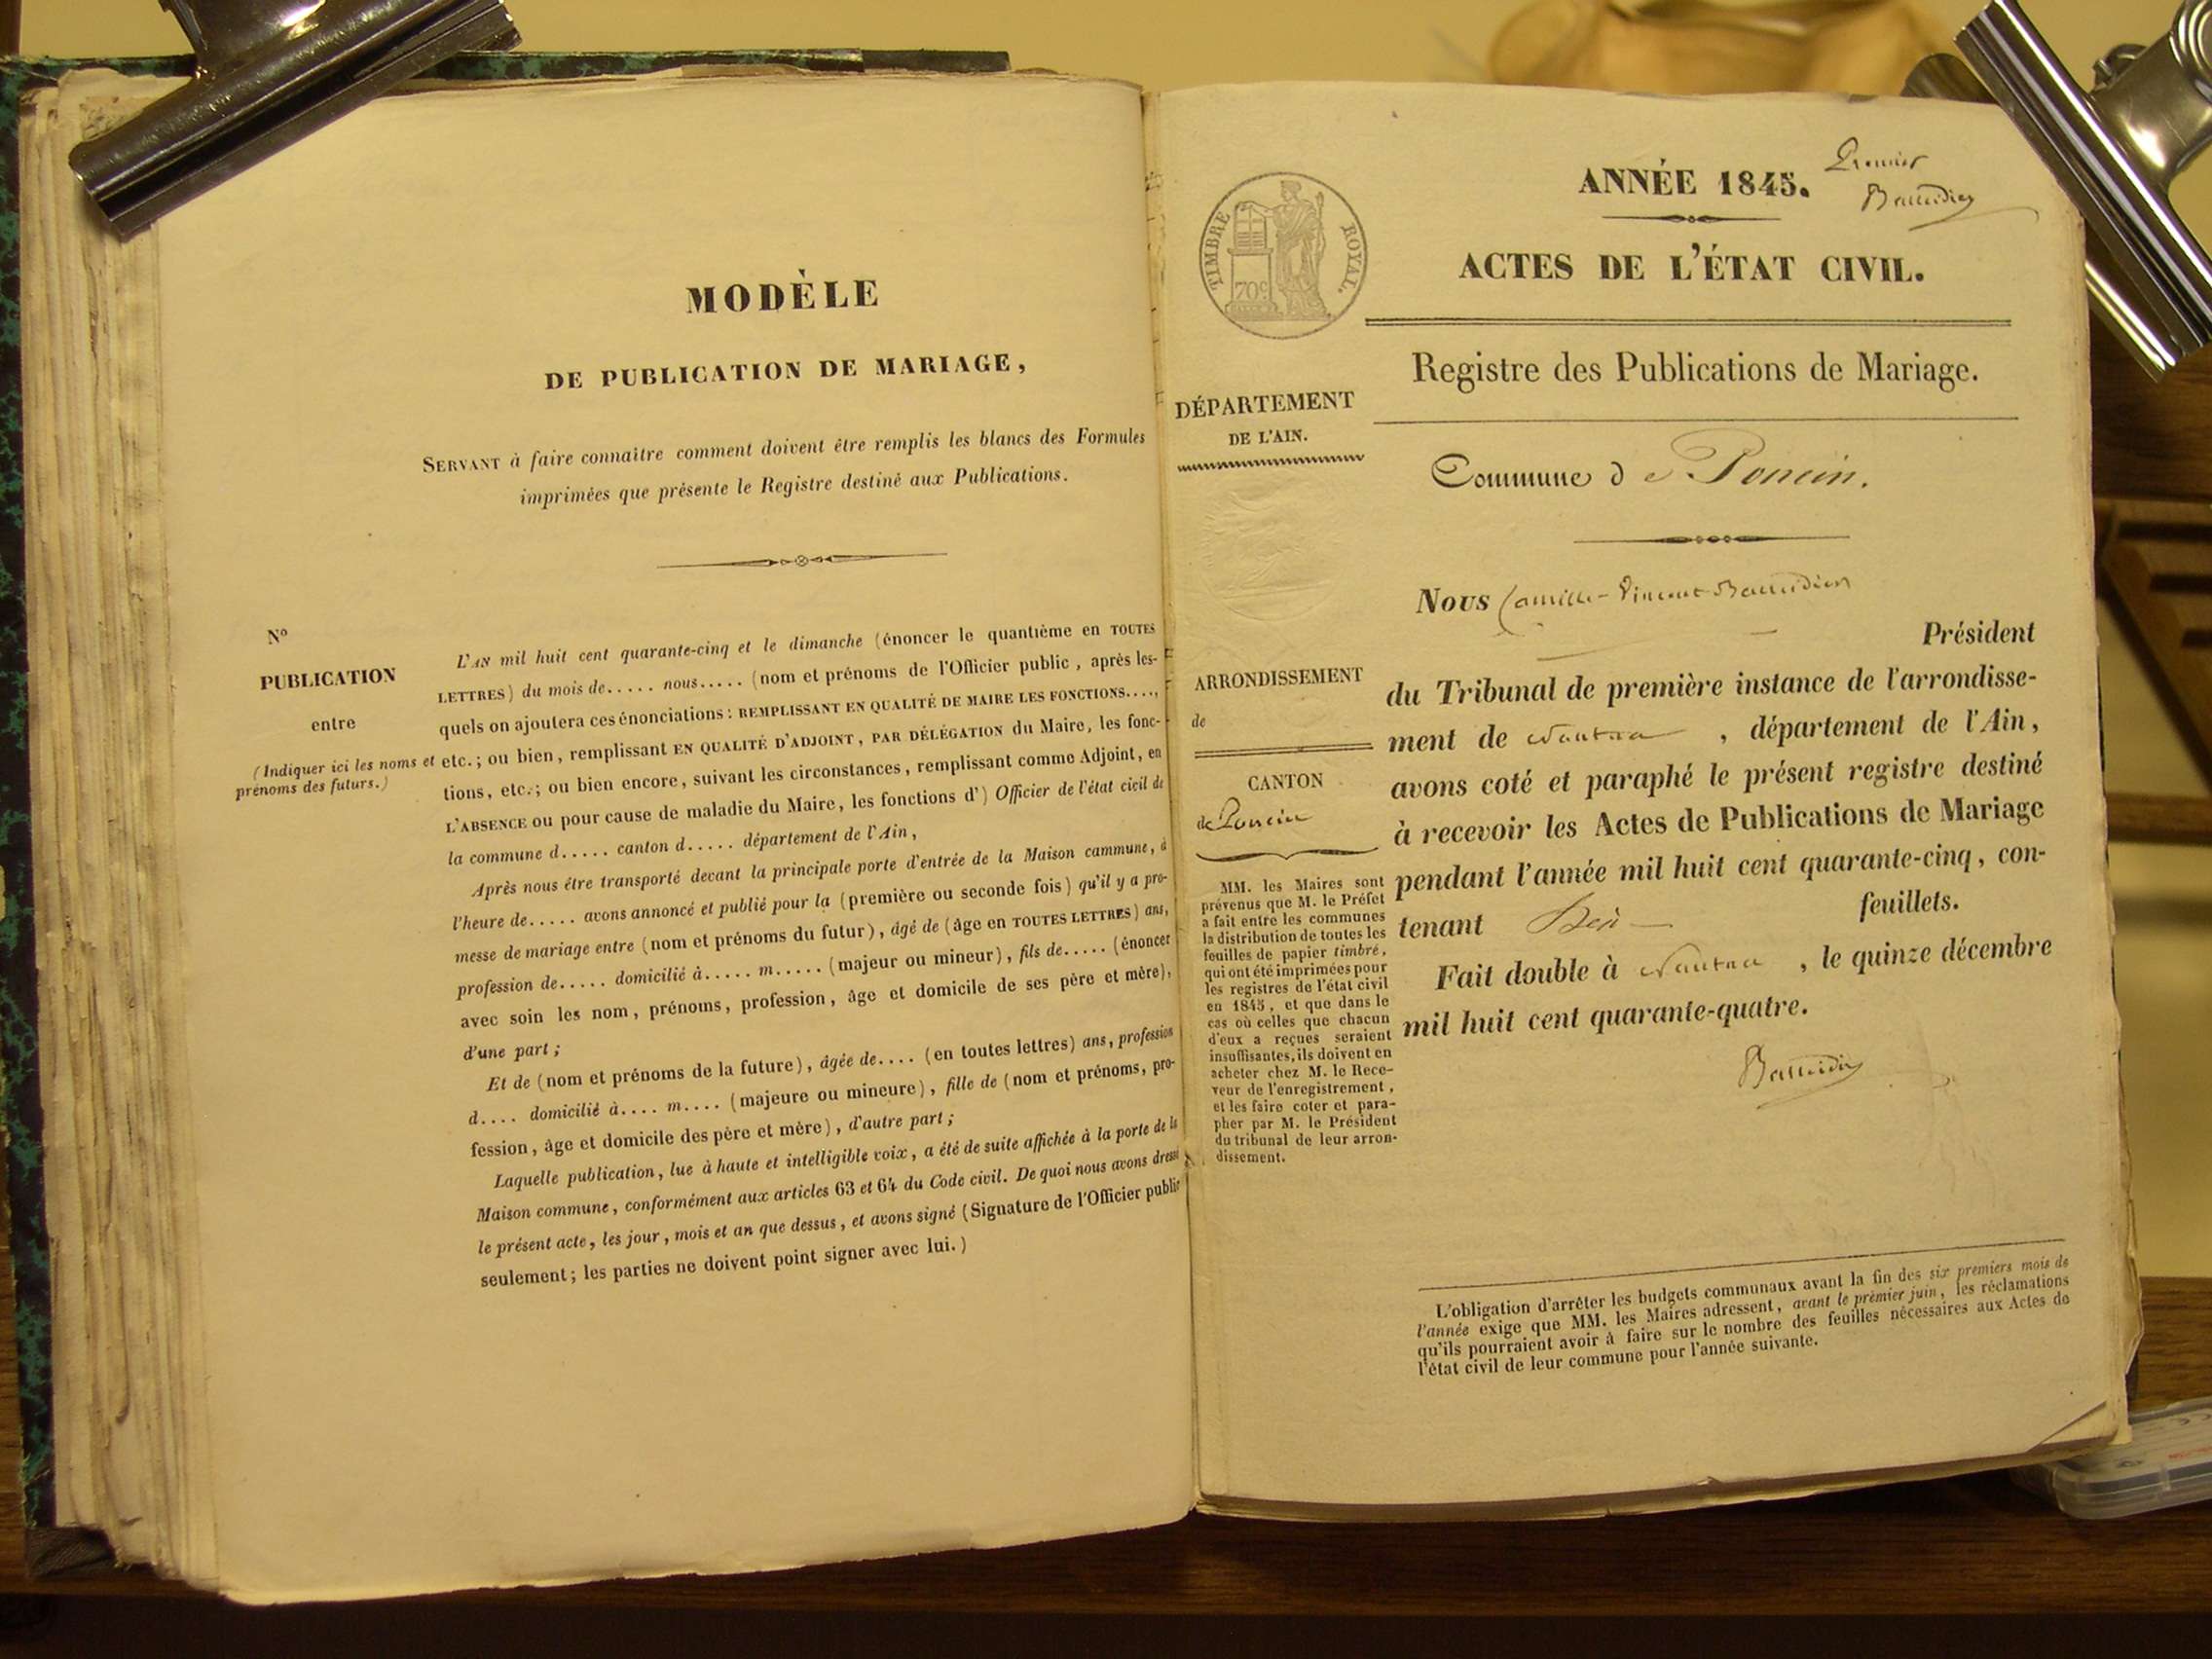 MODÈLE
DE PUBLICATION DE MARIAGE,
SERVANT à faire connaître comment doivent être remplis les blancs des Formules
imprimées que présente le Registre destiné aux Publications.
N°
PUBLICATION
entre
(Indiquer ici les noms et
prénoms des futurs.)
L'AN mil huit cent quarante-cinq et le dimanche (énoncer le quantième en TOUTES
LETTRES) du mois de..... nous..... (nom et prénoms de l'Officier public, après les-
quels on ajoutera ces énonciations: REMPLISSANT EN QUALITÉ DE MAIRE LES FONCTIONS....,
etc.; ou bien, remplissant EN QUALITÉ D'ADJOINT, PAR DÉLÉGATION du Maire, les fonc-
tions, etc.; ou bien encore, suivant les circonstances, remplissant comme Adjoint, en
L'ABSENCE ou pour cause de maladie du Maire, les fonctions d') Officier de l'état cicil de
la commune d..... canton d..... département de l'Ain,
Après nous être transporté devant la principale porte d'entrée de la Maison cammune, à
l'heure de..... avons annoncé et publié pour la (première ou seconde fois) qu'il y a pro-
messe de mariage entre (nom et prénoms du futur), âgé de (âge en TOUTES LETTRES) ans,
profession de..... domicilié à..... m..... (majeur ou mineur), fils de..... (énoncer
avec soin les nom, prénoms, profession, âge et domicile de ses père et mère),
d'une part;
Et de (nom et prénoms de la future), âgée de.... (en toutes lettres) ans, profession
d.... domicilié à.... m.... (majeure ou mineure), fille de (nom et prénoms, pro-
fession, âge et domicile des père et mère), d'autre part;
Laquelle publication, lue à haute et intelligible voix, a été de suite affichée à la porte de la
Maison commune, conformément aux articles 63 et 64 du Code civil. De quoi nous avons dressé
le présent acte, les jour, mois et an que dessus, et avons signé (Signature de l'Officier public
seulement; les parties ne doivent point signer avec lui.)
ANNÉE 1845.
Premier
TIMBRE ROYAL.
70c
ACTES DE L'ÉTAT CIVIL.
Registre des Publications de Mariage.
DÉPARTEMENT
DE L'AIN.
Commune de Poncin.
Nous Camille-Vincent
Président
du Tribunal de première instance de l'arrondisse-
ment de Nantua, département de l'Ain,
avons coté et paraphé le présent registre destiné
à recevoir les Actes de Publications de Mariage
pendant l'année mil huit cent quarante-cinq, con-
tenant feuillets.
Fait double à Nantua, le quinze décembre
mil huit cent quarante-quatre.
ARRONDISSEMENT
de
CANTON
de Poncin
MM. les Maires sont
prévenus que M. le Préfet
a fait entre les communes
la distribution de toutes les
feuilles de papier timbré,
qui ont été imprimées pour
les registres de l'état civil
en 1845, et que dans le
cas où celles que chacun
d'eux a reçues seraient
insuffisantes, ils doivent en
acheter chez M. le Rece-
veur de l'enregistrement,
et les faire coter et para-
pher par M. le Président
du tribunal de leur arron-
dissement.
L'obligation d'arrêter les budgets communaux avant la fin des six premiers mois de
l'année exige que MM. les Maires adressent, avant le premier juin, les réclamations
qu'ils pourraient avoir à faire sur le nombre des feuilles nécessaires aux Actes de
l'état civil de leur commune pour l'année suivante.